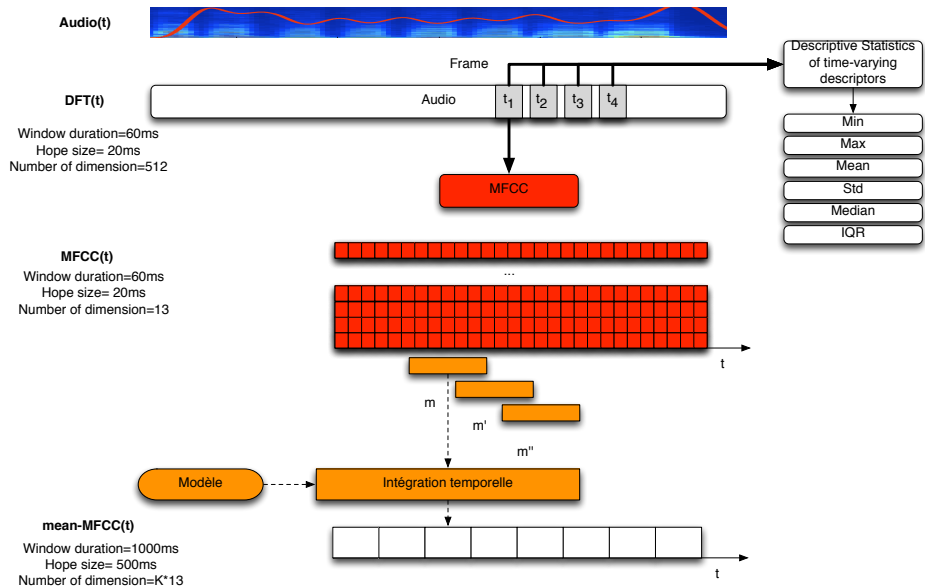 Audio(t)
Frame
Descriptive Statistics
of time-varying
descriptors
DFT(t)
Audio
t1
t2
t3
t4
Window duration=60ms
Hope size= 20ms
Number of dimension=512
Min
Max
Mean
Std
Median
IQR
MFCC
MFCC(t)
Window duration=60ms
Hope size= 20ms
Number of dimension=13
...
t
m
m'
m''
Modèle
Intégration temporelle
mean-MFCC(t)
Window duration=1000ms
Hope size= 500ms
Number of dimension=K*13
t